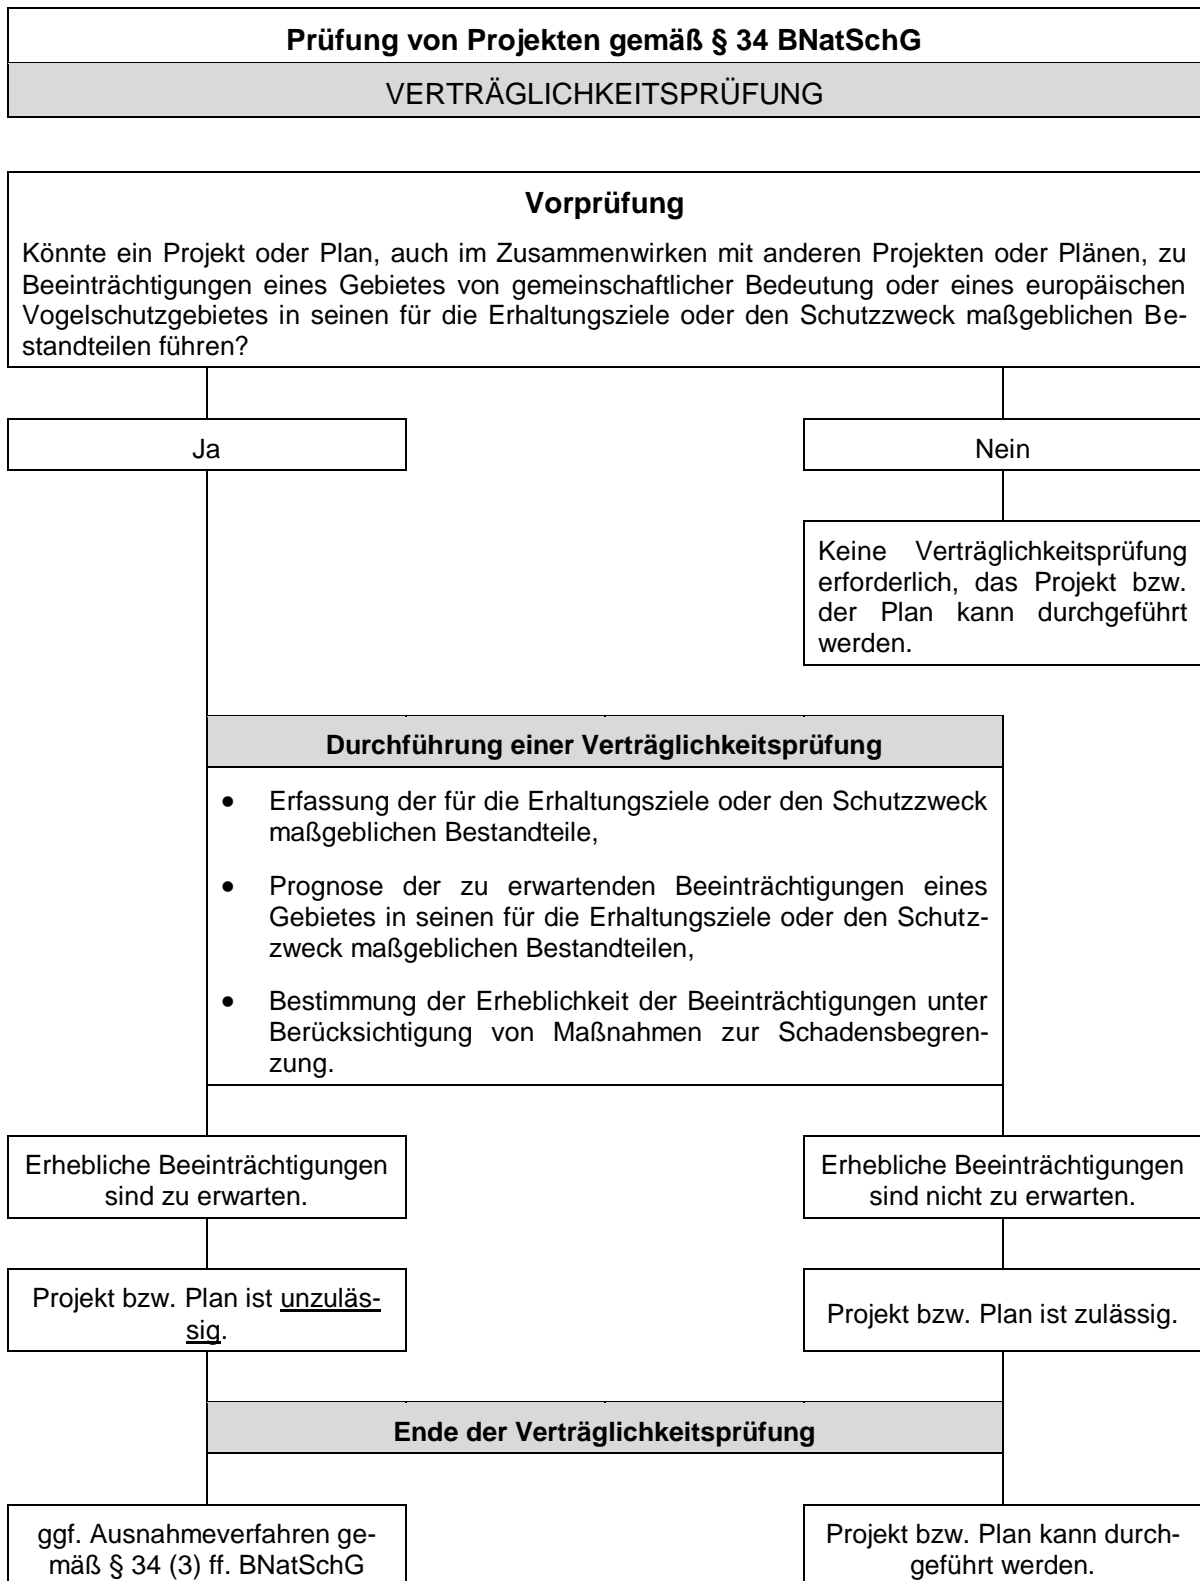 Prüfung von Projekten gemäß § 34 BNatSchG
VERTRÄGLICHKEITSPRÜFUNG
Vorprüfung
Könnte ein Projekt oder Plan, auch im Zusammenwirken mit anderen Projekten oder Plänen, zu
Beeinträchtigungen eines Gebietes von gemeinschaftlicher Bedeutung oder eines europäischen
Vogelschutzgebietes in seinen für die Erhaltungsziele oder den Schutzzweck maßgeblichen Be-
standteilen führen?
Ja
Nein
Keine Verträglichkeitsprüfung
erforderlich, das Projekt bzw.
der Plan kann durchgeführt
werden.
Durchführung einer Verträglichkeitsprüfung
• Erfassung der für die Erhaltungsziele oder den Schutzzweck
maßgeblichen Bestandteile,
• Prognose der zu erwartenden Beeinträchtigungen eines
Gebietes in seinen für die Erhaltungsziele oder den Schutz-
zweck maßgeblichen Bestandteilen,
• Bestimmung der Erheblichkeit der Beeinträchtigungen unter
Berücksichtigung von Maßnahmen zur Schadensbegren-
zung.
Erhebliche Beeinträchtigungen
sind zu erwarten.
Erhebliche Beeinträchtigungen
sind nicht zu erwarten.
Projekt bzw. Plan ist unzuläs-
sig.
Projekt bzw. Plan ist zulässig.
Ende der Verträglichkeitsprüfung
ggf. Ausnahmeverfahren ge-
mäß § 34 (3) ff. BNatSchG
Projekt bzw. Plan kann durch-
geführt werden.